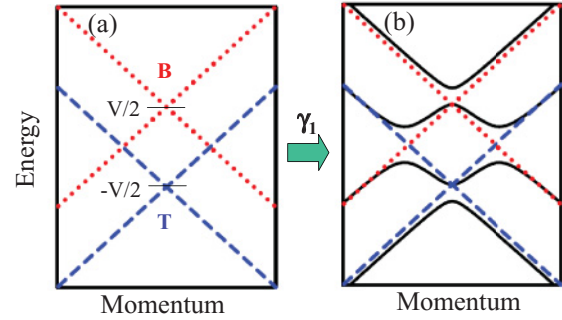 (a)
(b)
B
V/2
γ1
Energy
-V/2
T
Momentum
Momentum